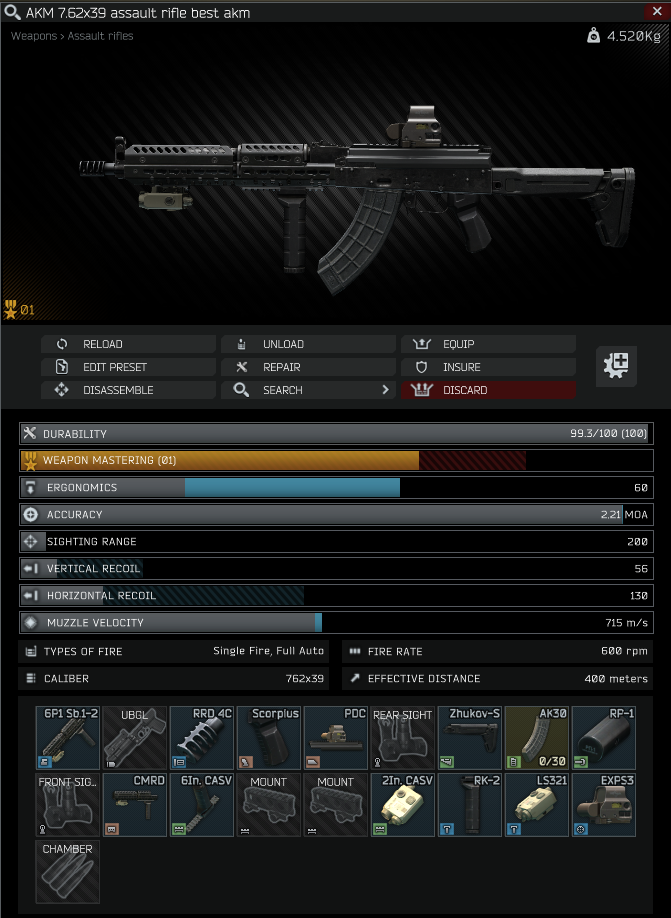 AKM 7.62x39 assault rifle best akm
Weapons > Assault rifles
4.520Kg
01
RELOAD
UNLOAD
EQUIP
EDIT PRESET
REPAIR
INSURE
DISASSEMBLE
SEARCH
DISCARD
DURABILITY 99.3/100 (100)
WEAPON MASTERING (01)
ERGONOMICS 60
ACCURACY 2.21 MOA
SIGHTING RANGE 200
VERTICAL RECOIL 56
HORIZONTAL RECOIL 130
MUZZLE VELOCITY 715 m/s
TYPES OF FIRE Single Fire, Full Auto
FIRE RATE 600 rpm
CALIBER 762x39
EFFECTIVE DISTANCE 400 meters
6P1 Sb.1-2
UBGL
RRD 4C
Scorplus
PDC
REAR SIGHT
Zhukov-S
AK30
0/30
RP-1
FRONT SIG...
CMRD
6In. CASV
MOUNT
MOUNT
2In. CASV
RK-2
LS321
EXPS3
CHAMBER